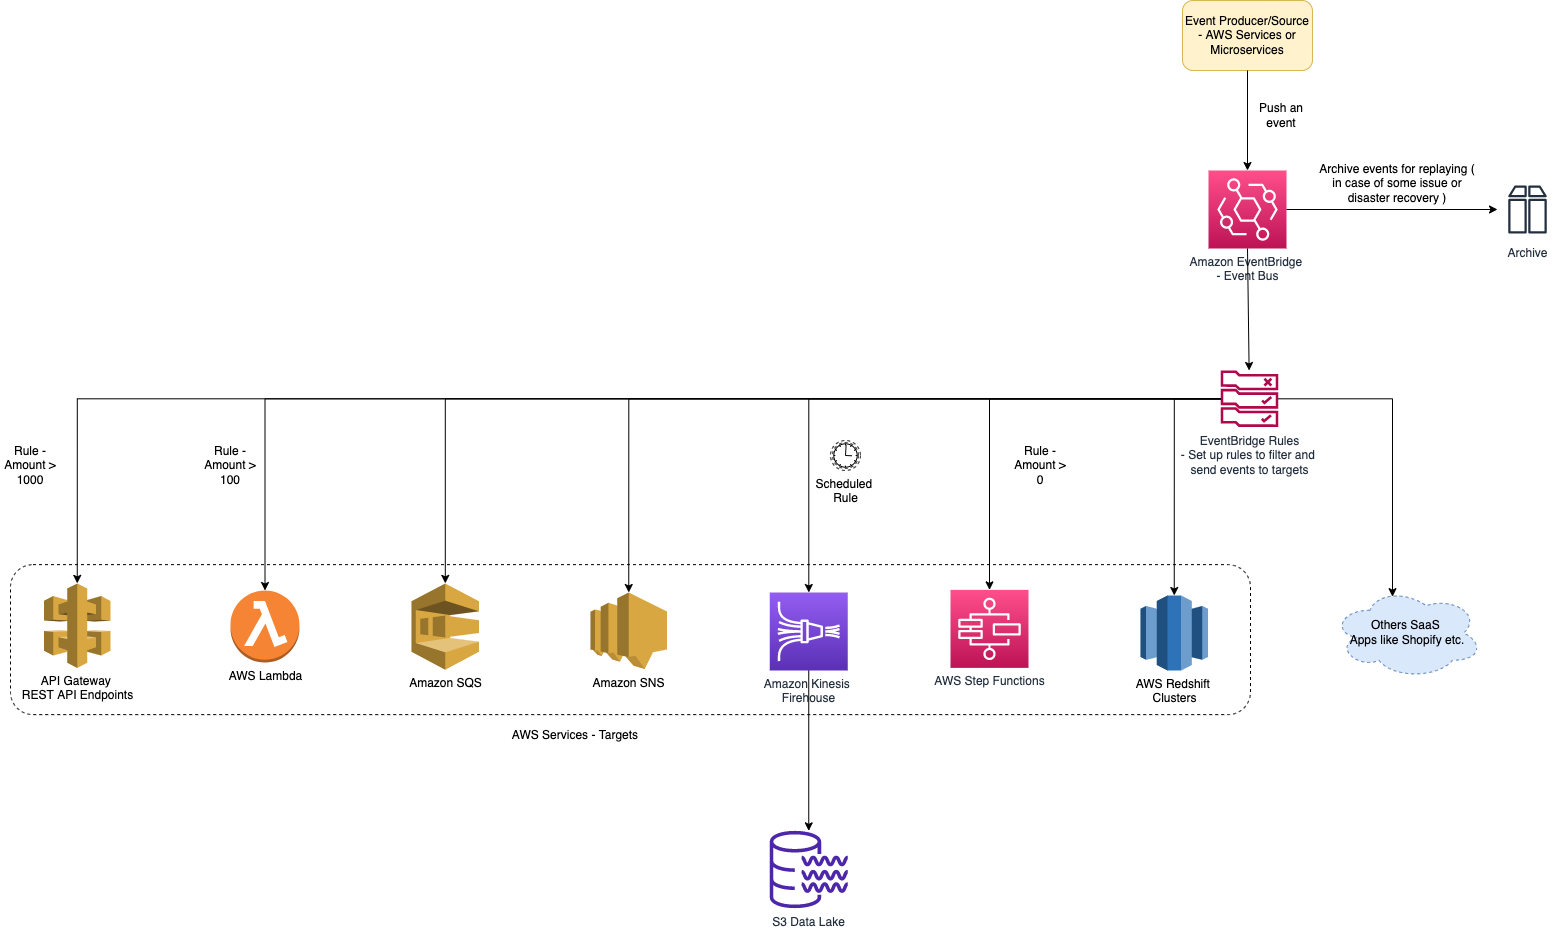 Event Producer/Source
- AWS Services or
Microservices
Push an
event
Archive events for replaying (
in case of some issue or
disaster recovery )
Amazon EventBridge
- Event Bus
Archive
EventBridge Rules
- Set up rules to filter and
send events to targets
Rule -
Amount >
1000
Rule -
Amount >
100
Scheduled
Rule
Rule -
Amount >
0
API Gateway
REST API Endpoints
AWS Lambda
Amazon SQS
Amazon SNS
Amazon Kinesis
Firehouse
AWS Step Functions
AWS Redshift
Clusters
Others SaaS
Apps like Shopify etc.
AWS Services - Targets
S3 Data Lake